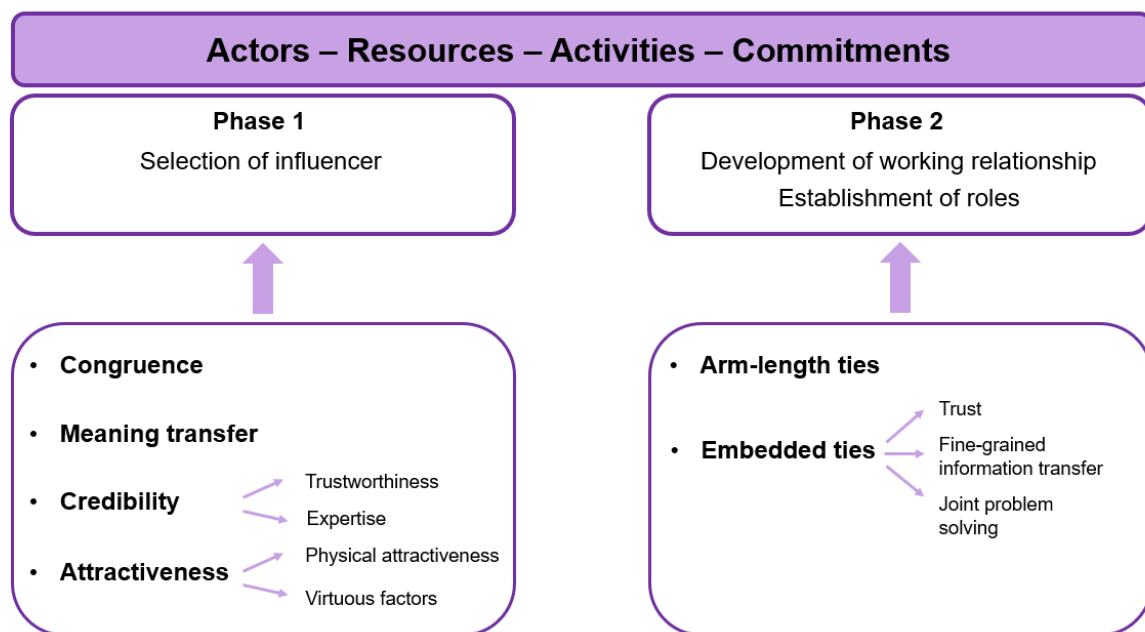 Actors – Resources – Activities – Commitments
Phase 1
Selection of influencer
Phase 2
Development of working relationship
Establishment of roles
• Congruence
• Meaning transfer
• Credibility
Trustworthiness
Expertise
• Attractiveness
Physical attractiveness
Virtuous factors
• Arm-length ties
• Embedded ties
Trust
Fine-grained
information transfer
Joint problem
solving